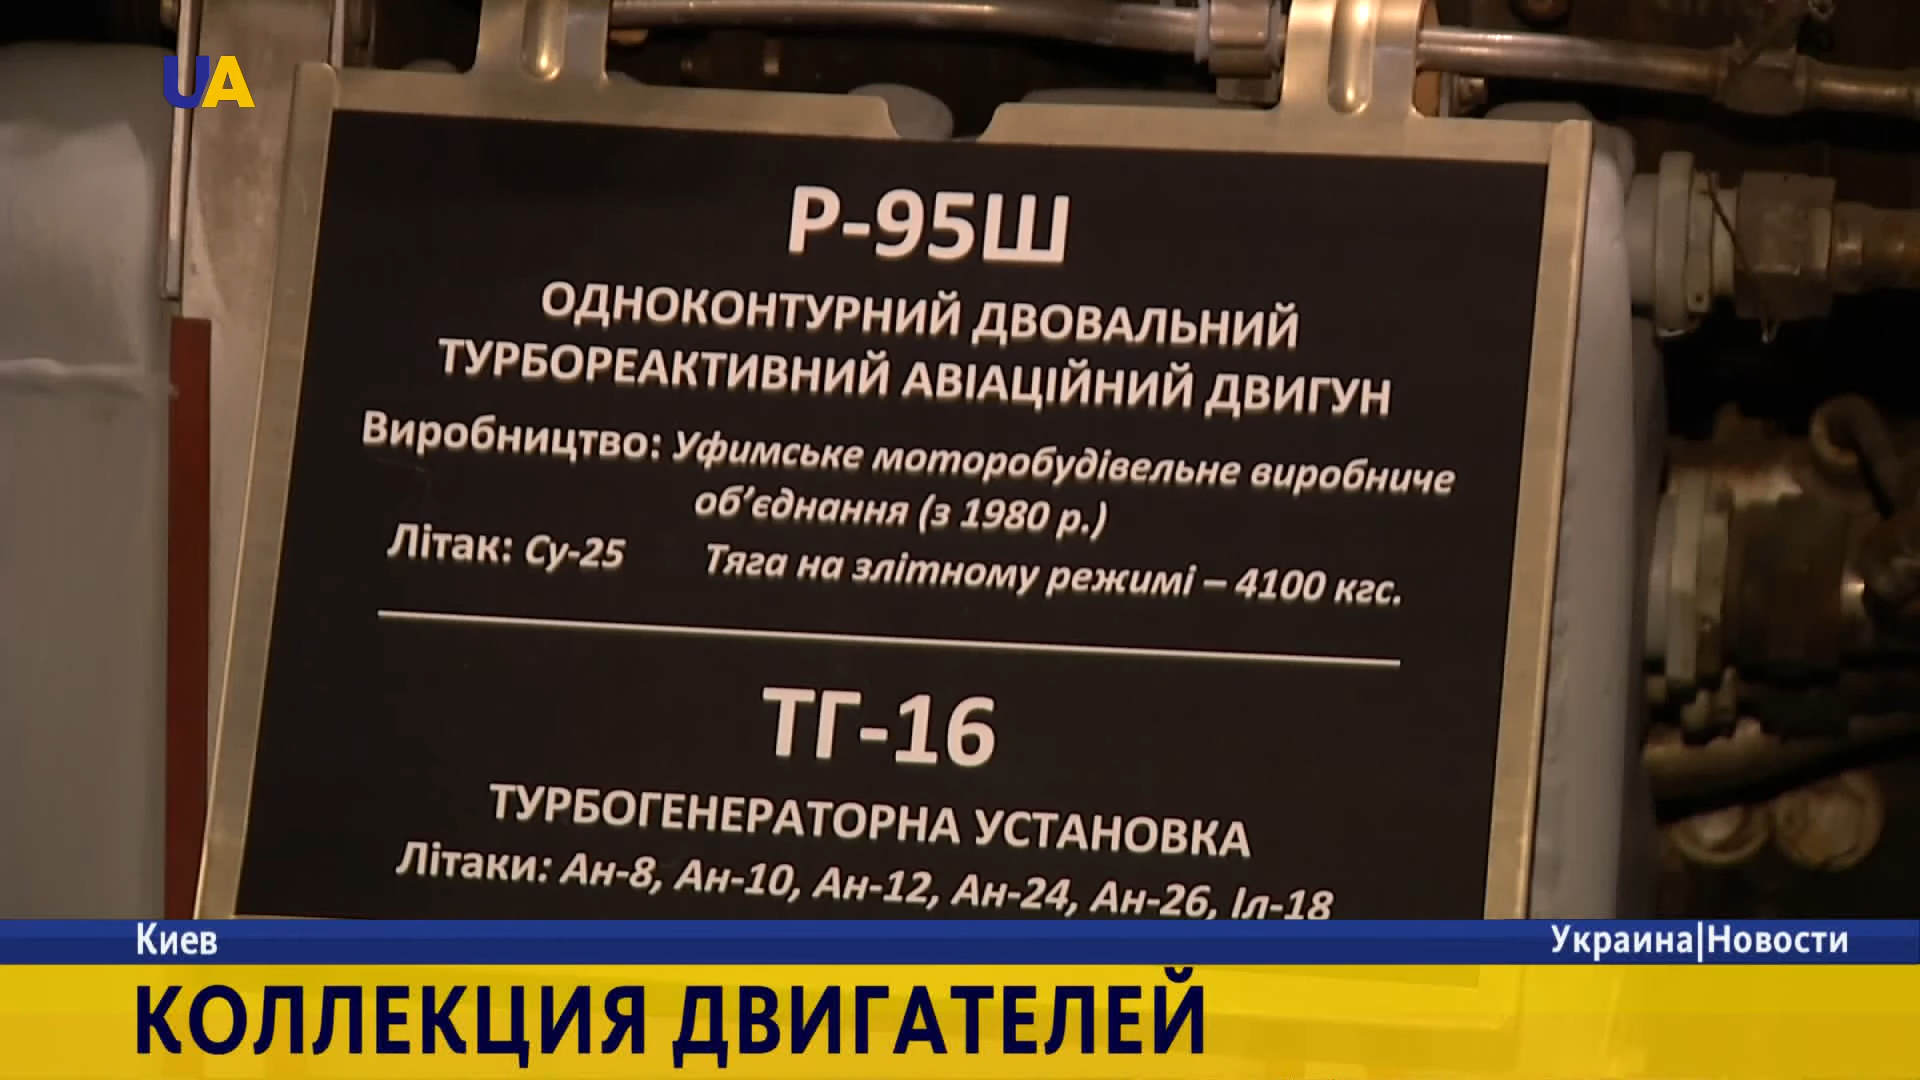 UA
Р-95Ш
ОДНОКОНТУРНИЙ ДВОВАЛЬНИЙ
ТУРБОРЕАКТИВНИЙ АВІАЦІЙНИЙ ДВИГУН
Виробництво: Уфимське моторобудівельне виробниче
об’єднання (з 1980 р.)
Літак: Су-25 Тяга на злітному режимі – 4100 кгс.
ТГ-16
ТУРБОГЕНЕРАТОРНА УСТАНОВКА
Літаки: Ан-8, Ан-10, Ан-12, Ан-24, Ан-26, Іл-18
Киев
Украина|Новости
КОЛЛЕКЦИЯ ДВИГАТЕЛЕЙ